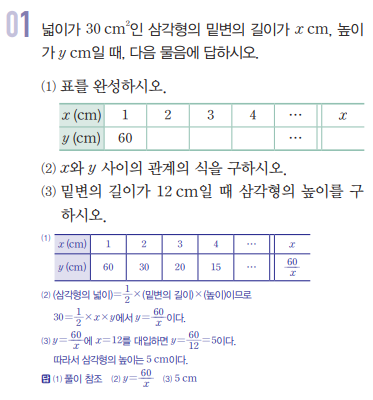 01 넓이가 30 cm²인 삼각형의 밑변의 길이가 x cm, 높이
가 y cm일 때, 다음 물음에 답하시오.
(1) 표를 완성하시오.
x (cm) 1 2 3 4 ⋯ x
y (cm) 60 ⋯
(2) x와 y 사이의 관계의 식을 구하시오.
(3) 밑변의 길이가 12 cm일 때 삼각형의 높이를 구
하시오.
(1) x (cm) 1 2 3 4 ⋯ x
y (cm) 60 30 20 15 ⋯ 60/x
(2) (삼각형의 넓이)=1/2×(밑변의 길이)×(높이)이므로
30=1/2×x×y에서 y=60/x이다.
(3) y=60/x에 x=12를 대입하면 y=60/12=5이다.
따라서 삼각형의 높이는 5 cm이다.
답 (1) 풀이 참조 (2) y=60/x (3) 5 cm